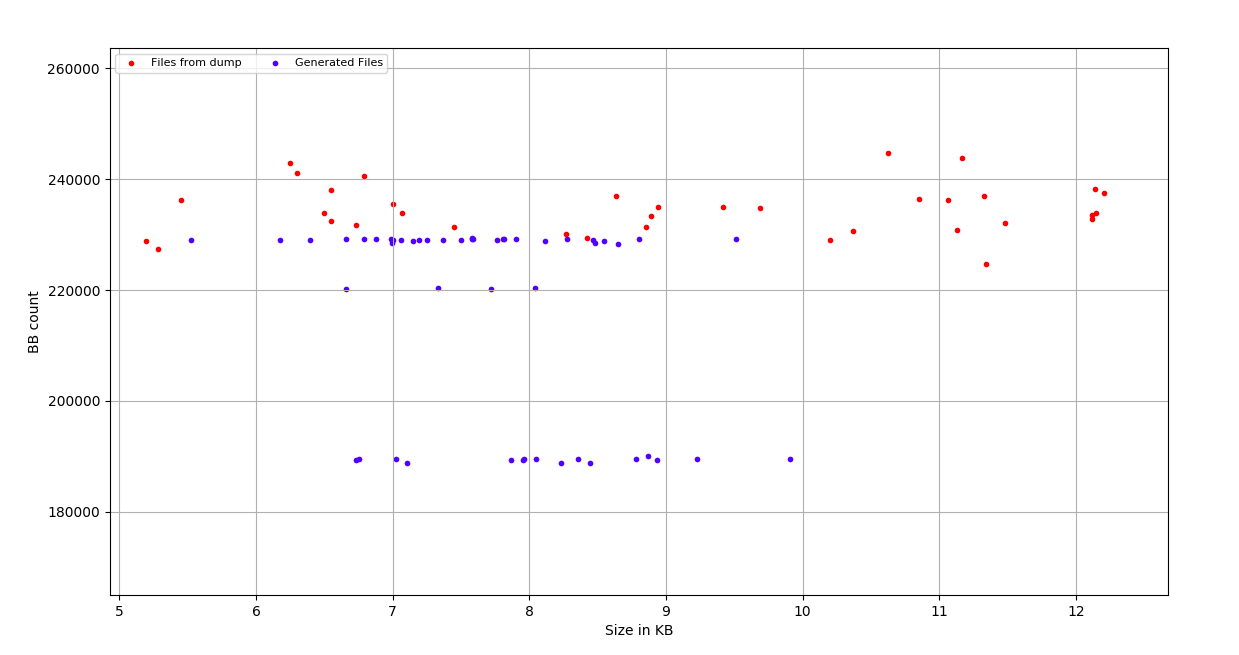 Files from dump
Generated Files
260000
240000
220000
200000
180000
BB count
5 6 7 8 9 10 11 12
Size in KB